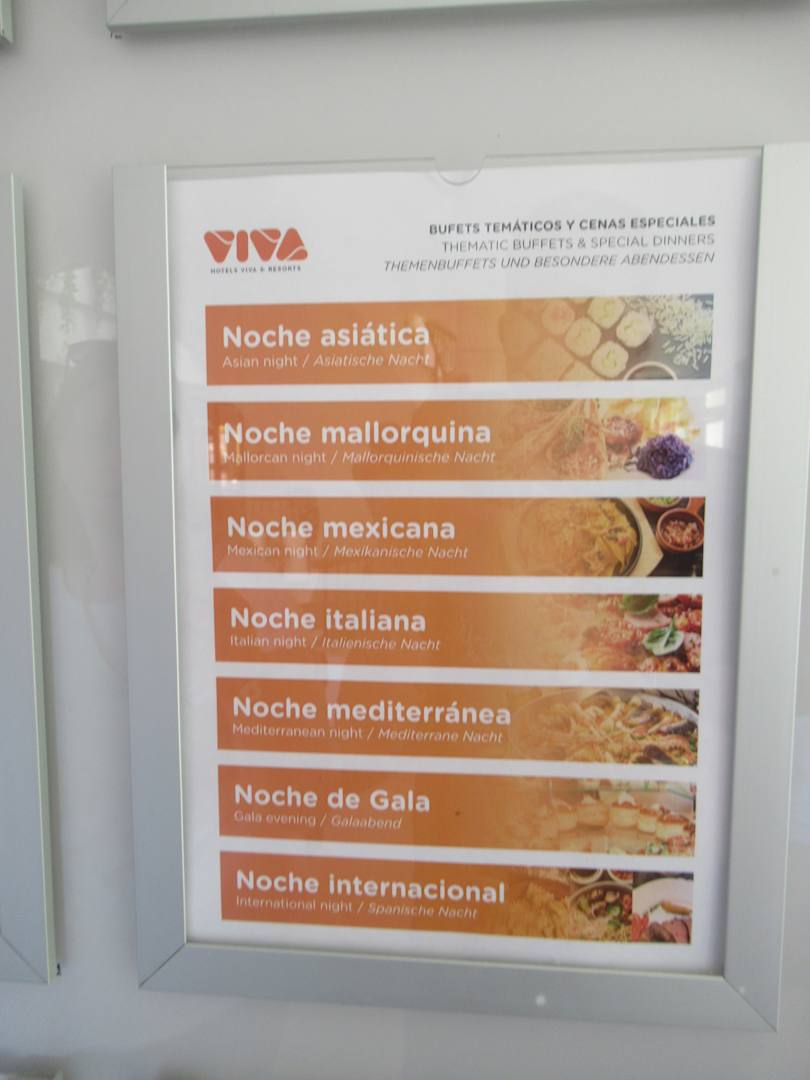 VIVA
HOTELS VIVA & RESORTS
BUFETS TEMÁTICOS Y CENAS ESPECIALES
THEMATIC BUFFETS & SPECIAL DINNERS
THEMENBUFFETS UND BESONDERE ABENDESSEN
Noche asiática
Asian night / Asiatische Nacht
Noche mallorquina
Mallorcan night / Mallorquinische Nacht
Noche mexicana
Mexican night / Mexikanische Nacht
Noche italiana
Italian night / Italienische Nacht
Noche mediterránea
Mediterranean night / Mediterrane Nacht
Noche de Gala
Gala evening / Galaabend
Noche internacional
International night / Spanische Nacht